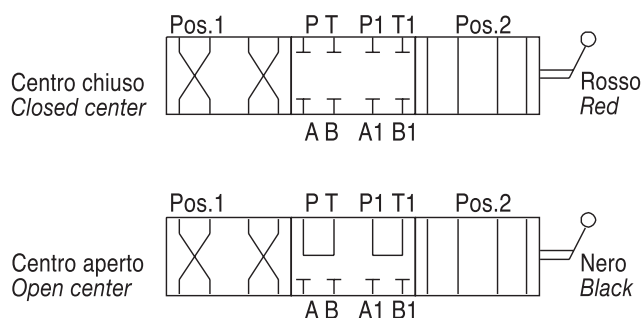 Pos.1 P T P1 T1 Pos.2
Centro chiuso
Closed center
Rosso
Red
A B A1 B1
Pos.1 P T P1 T1 Pos.2
Centro aperto
Open center
Nero
Black
A B A1 B1